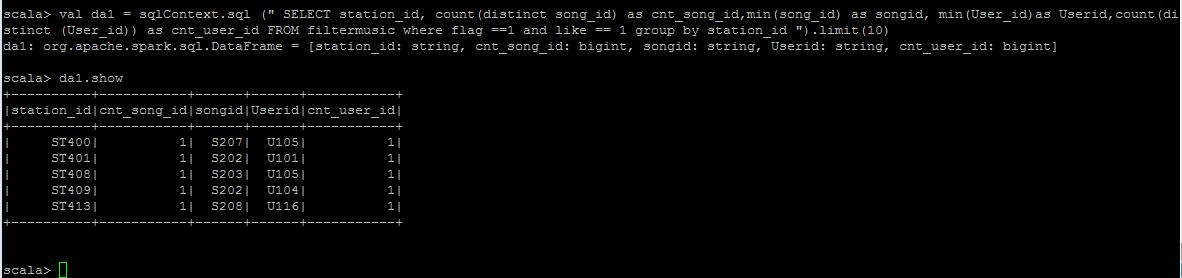 scala> val da1 = sqlContext.sql (" SELECT station_id, count(distinct song_id) as cnt_song_id,min(song_id) as songid, min(User_id)as Userid,count(di
stinct (User_id)) as cnt_user_id FROM filtermusic where flag ==1 and like == 1 group by station_id ").limit(10)
da1: org.apache.spark.sql.DataFrame = [station_id: string, cnt_song_id: bigint, songid: string, Userid: string, cnt_user_id: bigint]
scala> da1.show
+----------+-----------+------+------+-----------+
|station_id|cnt_song_id|songid|Userid|cnt_user_id|
+----------+-----------+------+------+-----------+
|     ST400|          1|  S207|  U105|          1|
|     ST401|          1|  S202|  U101|          1|
|     ST408|          1|  S203|  U105|          1|
|     ST409|          1|  S202|  U104|          1|
|     ST413|          1|  S208|  U116|          1|
+----------+-----------+------+------+-----------+
scala>